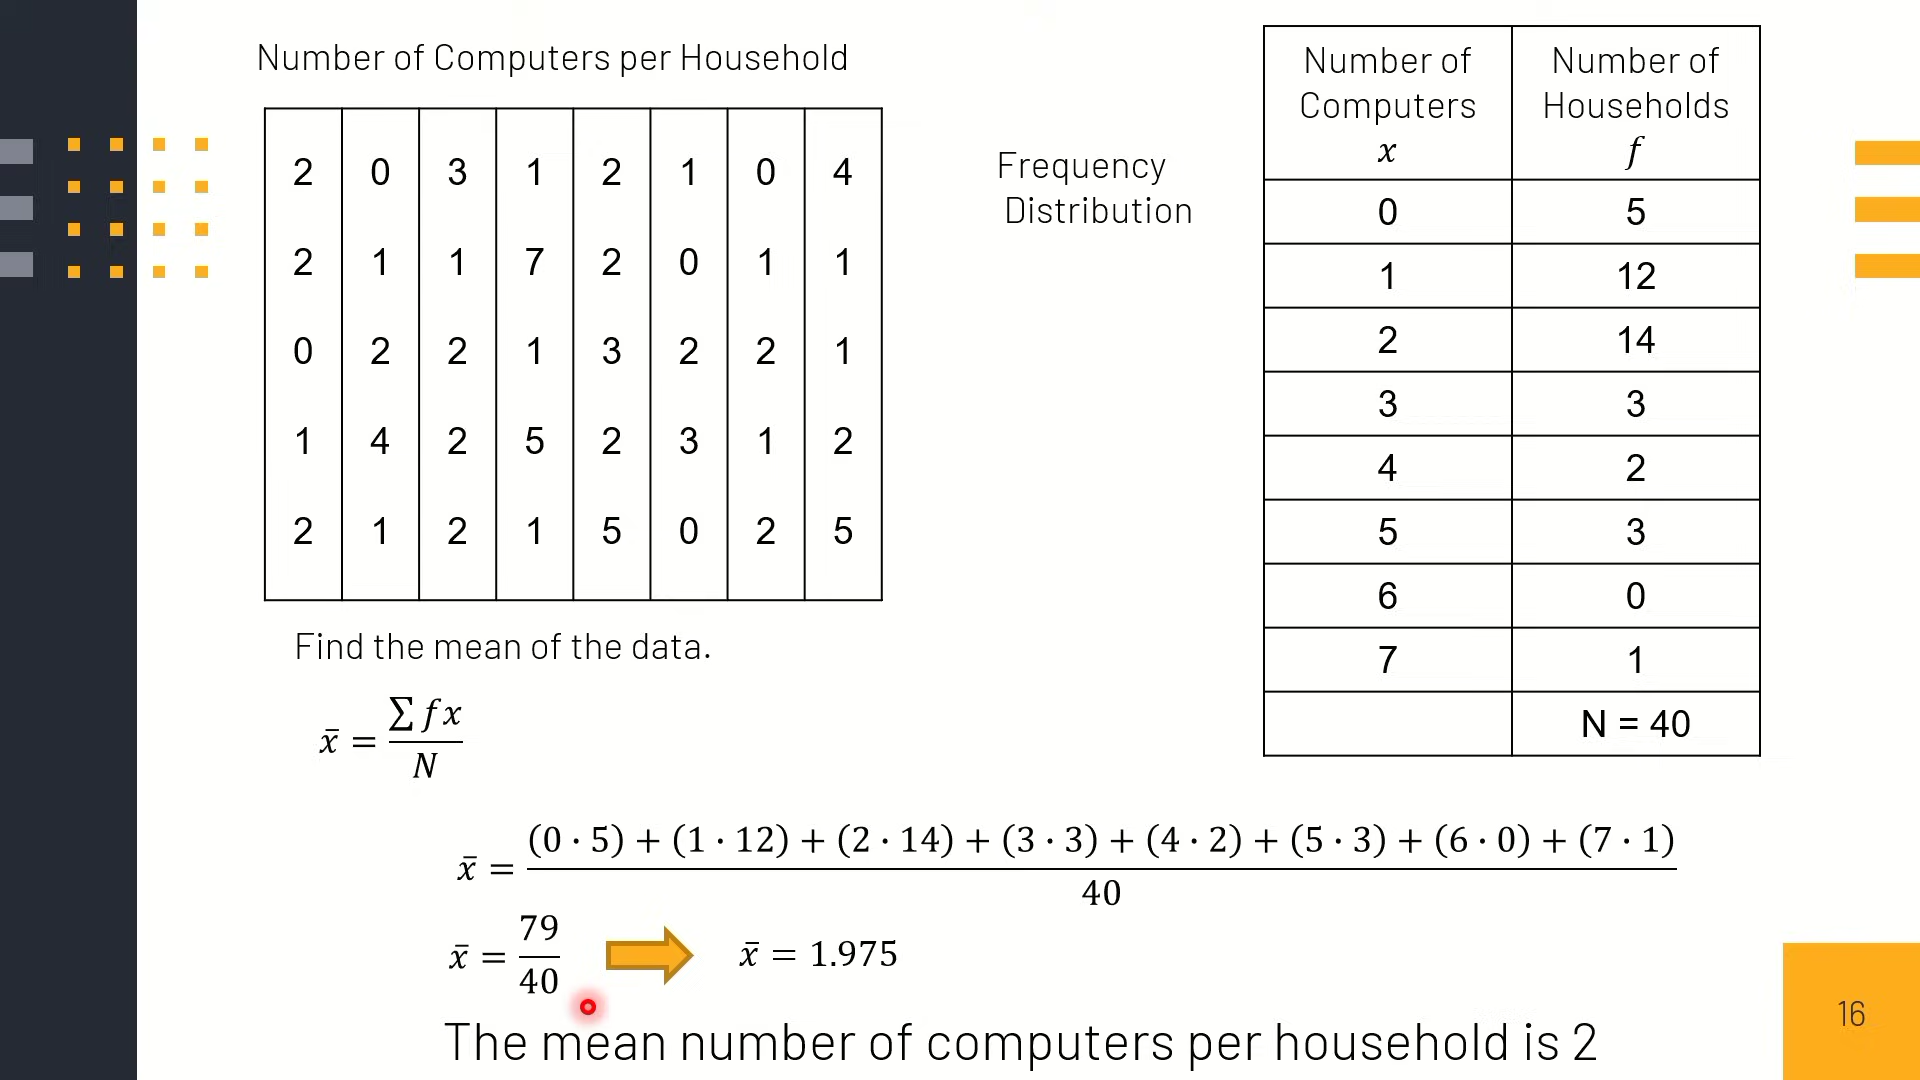 Number of Computers per Household
2 0 3 1 2 1 0 4
2 1 1 7 2 0 1 1
0 2 2 1 3 2 2 1
1 4 2 5 2 3 1 2
2 1 2 1 5 0 2 5
Frequency
Distribution
Number of Computers x | Number of Households f
0 5
1 12
2 14
3 3
4 2
5 3
6 0
7 1
N = 40
Find the mean of the data.
x̄ = ∑fx / N
x̄ = (0 · 5) + (1 · 12) + (2 · 14) + (3 · 3) + (4 · 2) + (5 · 3) + (6 · 0) + (7 · 1) / 40
x̄ = 79 / 40
x̄ = 1.975
The mean number of computers per household is 2
16